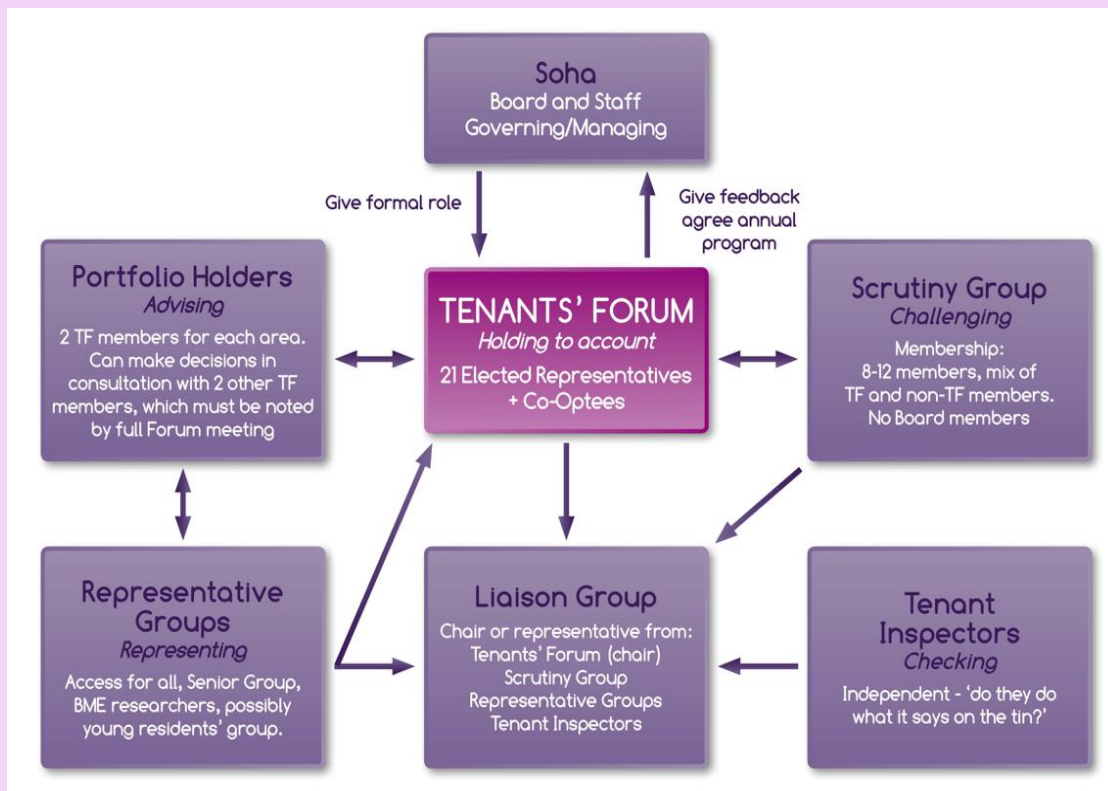 Soha
Board and Staff
Governing/Managing
Give formal role
Give feedback
agree annual
program
Portfolio Holders
Advising
2 TF members for each area.
Can make decisions in
consultation with 2 other TF
members, which must be noted
by full Forum meeting
TENANTS' FORUM
Holding to account
21 Elected Representatives
+ Co-Optees
Scrutiny Group
Challenging
Membership:
8-12 members, mix of
TF and non-TF members.
No Board members
Representative
Groups
Representing
Access for all, Senior Group,
BME researchers, possibly
young residents' group.
Liaison Group
Chair or representative from:
Tenants' Forum (chair)
Scrutiny Group
Representative Groups
Tenant Inspectors
Tenant
Inspectors
Checking
Independent - 'do they do
what it says on the tin?'